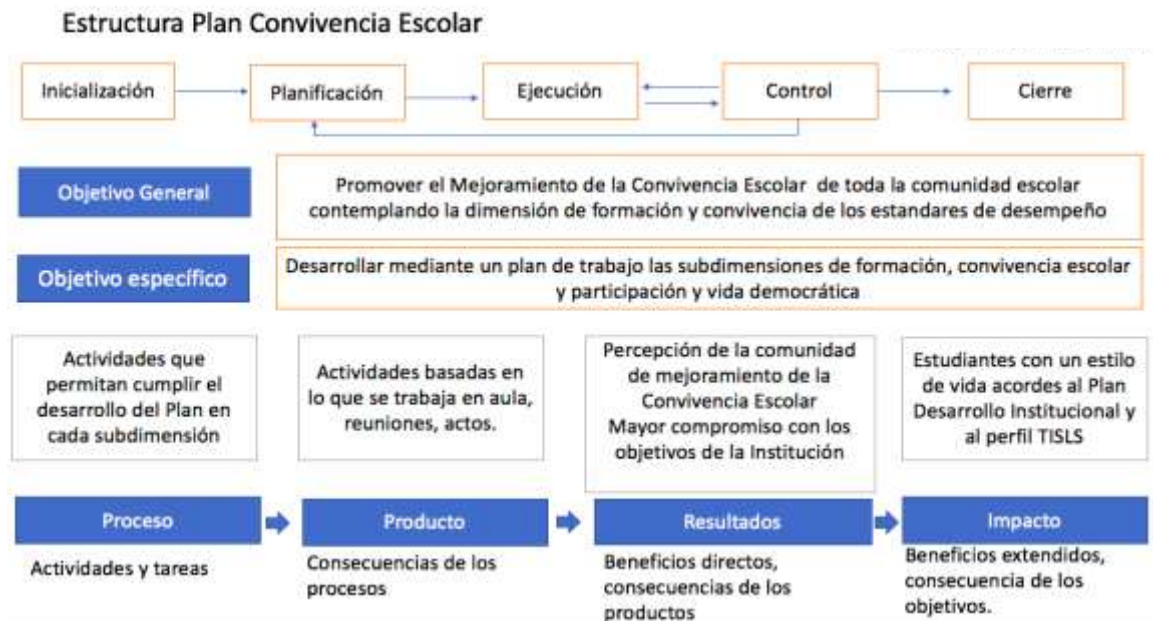 Estructura Plan Convivencia Escolar
Inicialización
Planificación
Ejecución
Control
Cierre
Objetivo General
Promover el Mejoramiento de la Convivencia Escolar de toda la comunidad escolar
contemplando la dimensión de formación y convivencia de los estandares de desempeño
Objetivo específico
Desarrollar mediante un plan de trabajo las subdimensiones de formación, convivencia escolar
y participación y vida democrática
Actividades que
permitan cumplir el
desarrollo del Plan en
cada subdimensión
Actividades basadas en
lo que se trabaja en aula,
reuniones, actos.
Percepción de la comunidad
de mejoramiento de la
Convivencia Escolar
Mayor compromiso con los
objetivos de la Institución
Estudiantes con un estilo
de vida acordes al Plan
Desarrollo Institucional y
al perfil TISLS
Proceso
Producto
Resultados
Impacto
Actividades y tareas
Consecuencias de los
procesos
Beneficios directos,
consecuencias de los
productos
Beneficios extendidos,
consecuencia de los
objetivos.